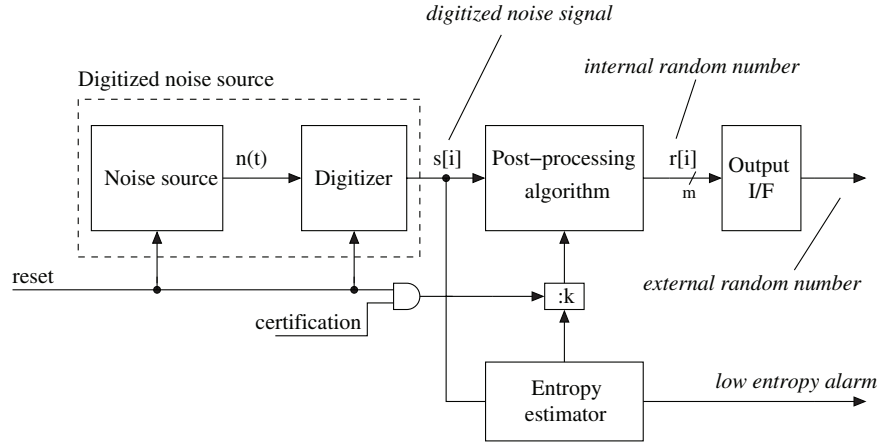 digitized noise signal
Digitized noise source
internal random number
Noise source
n(t)
Digitizer
s[i]
Post−processing
algorithm
r[i]
m
Output
I/F
reset
certification
:k
external random number
Entropy
estimator
low entropy alarm